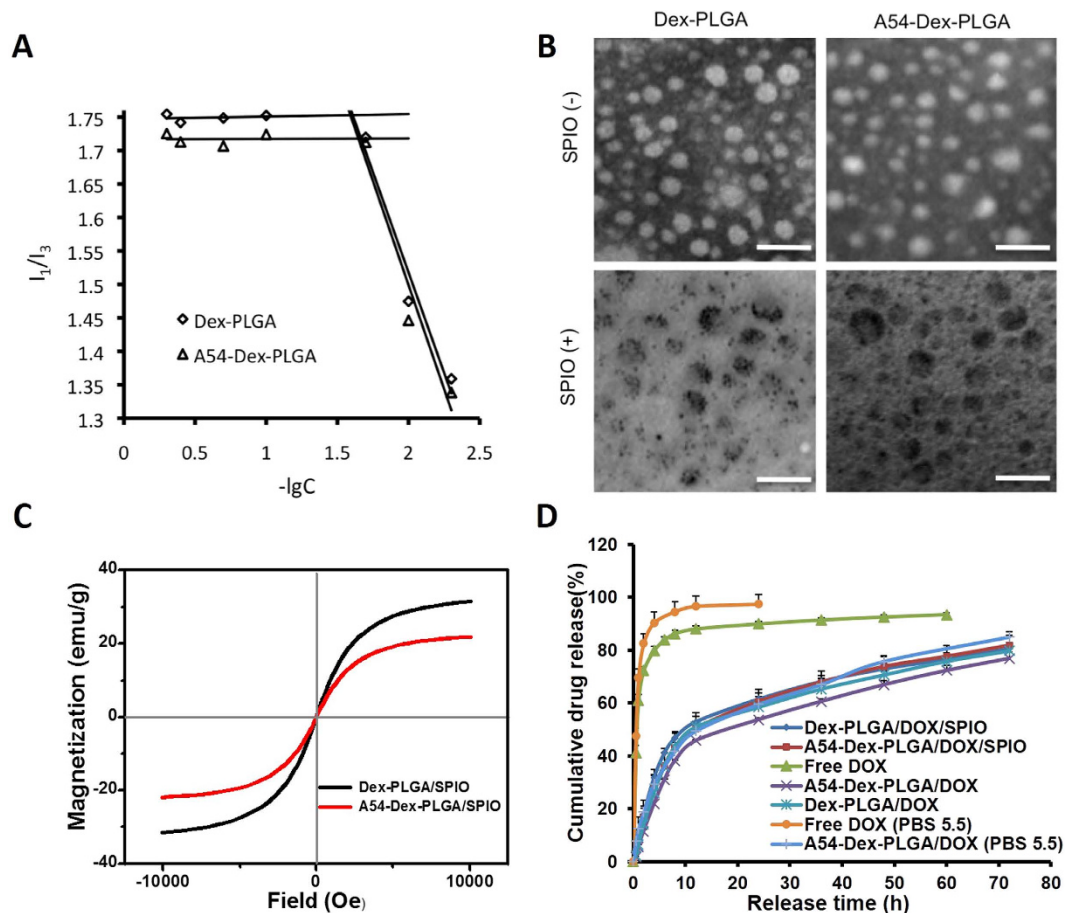 A
I₁/I₃
1.75
1.7
1.65
1.6
1.55
1.5
1.45
1.4
1.35
1.3
0
0.5
1
1.5
2
2.5
-lgC
Dex-PLGA
A54-Dex-PLGA
B
Dex-PLGA
A54-Dex-PLGA
SPIO (-)
SPIO (+)
C
Magnetization (emu/g)
40
20
0
-20
-40
-10000
0
10000
Field (Oe)
Dex-PLGA/SPIO
A54-Dex-PLGA/SPIO
D
Cumulative drug release(%)
120
100
80
60
40
20
0
0
10
20
30
40
50
60
70
80
Release time (h)
Dex-PLGA/DOX/SPIO
A54-Dex-PLGA/DOX/SPIO
Free DOX
A54-Dex-PLGA/DOX
Dex-PLGA/DOX
Free DOX (PBS 5.5)
A54-Dex-PLGA/DOX (PBS 5.5)